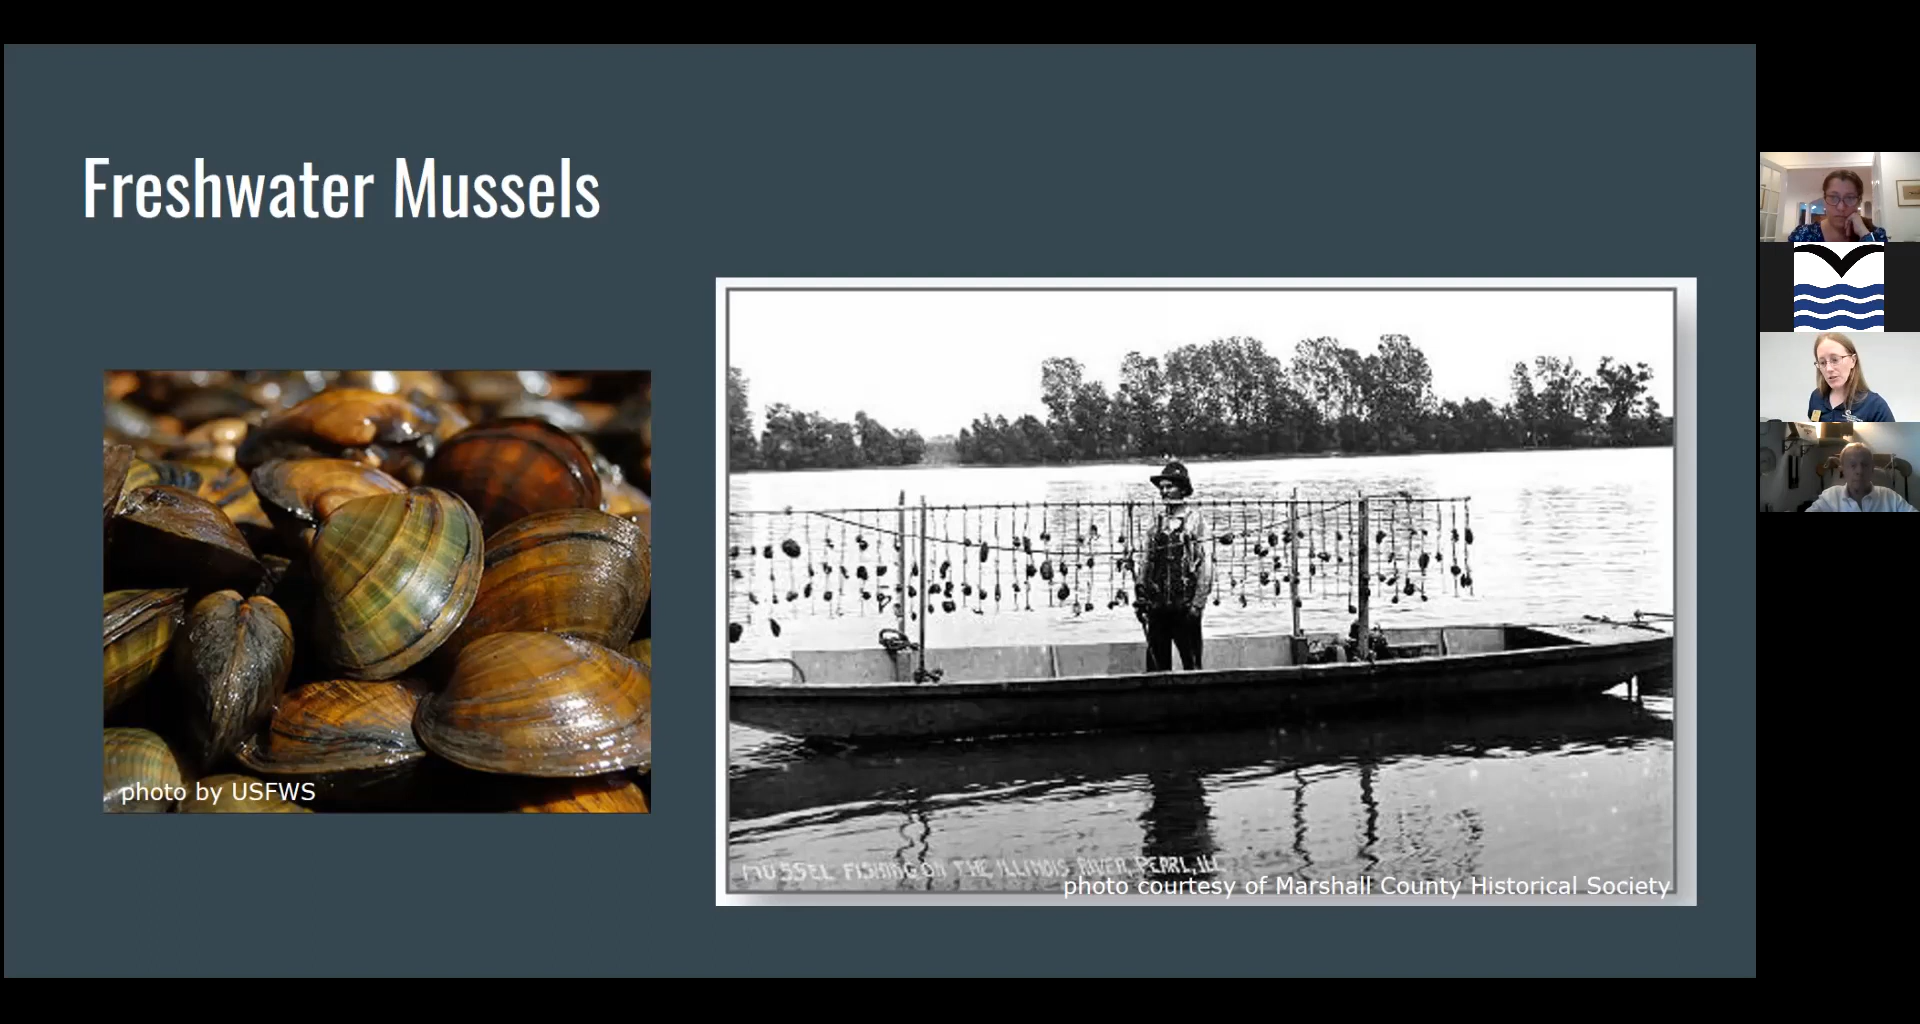 Freshwater Mussels
photo by USFWS
MUSSEL FISHING ON THE ILLINOIS RIVER, PEARL, ILL
photo courtesy of Marshall County Historical Society